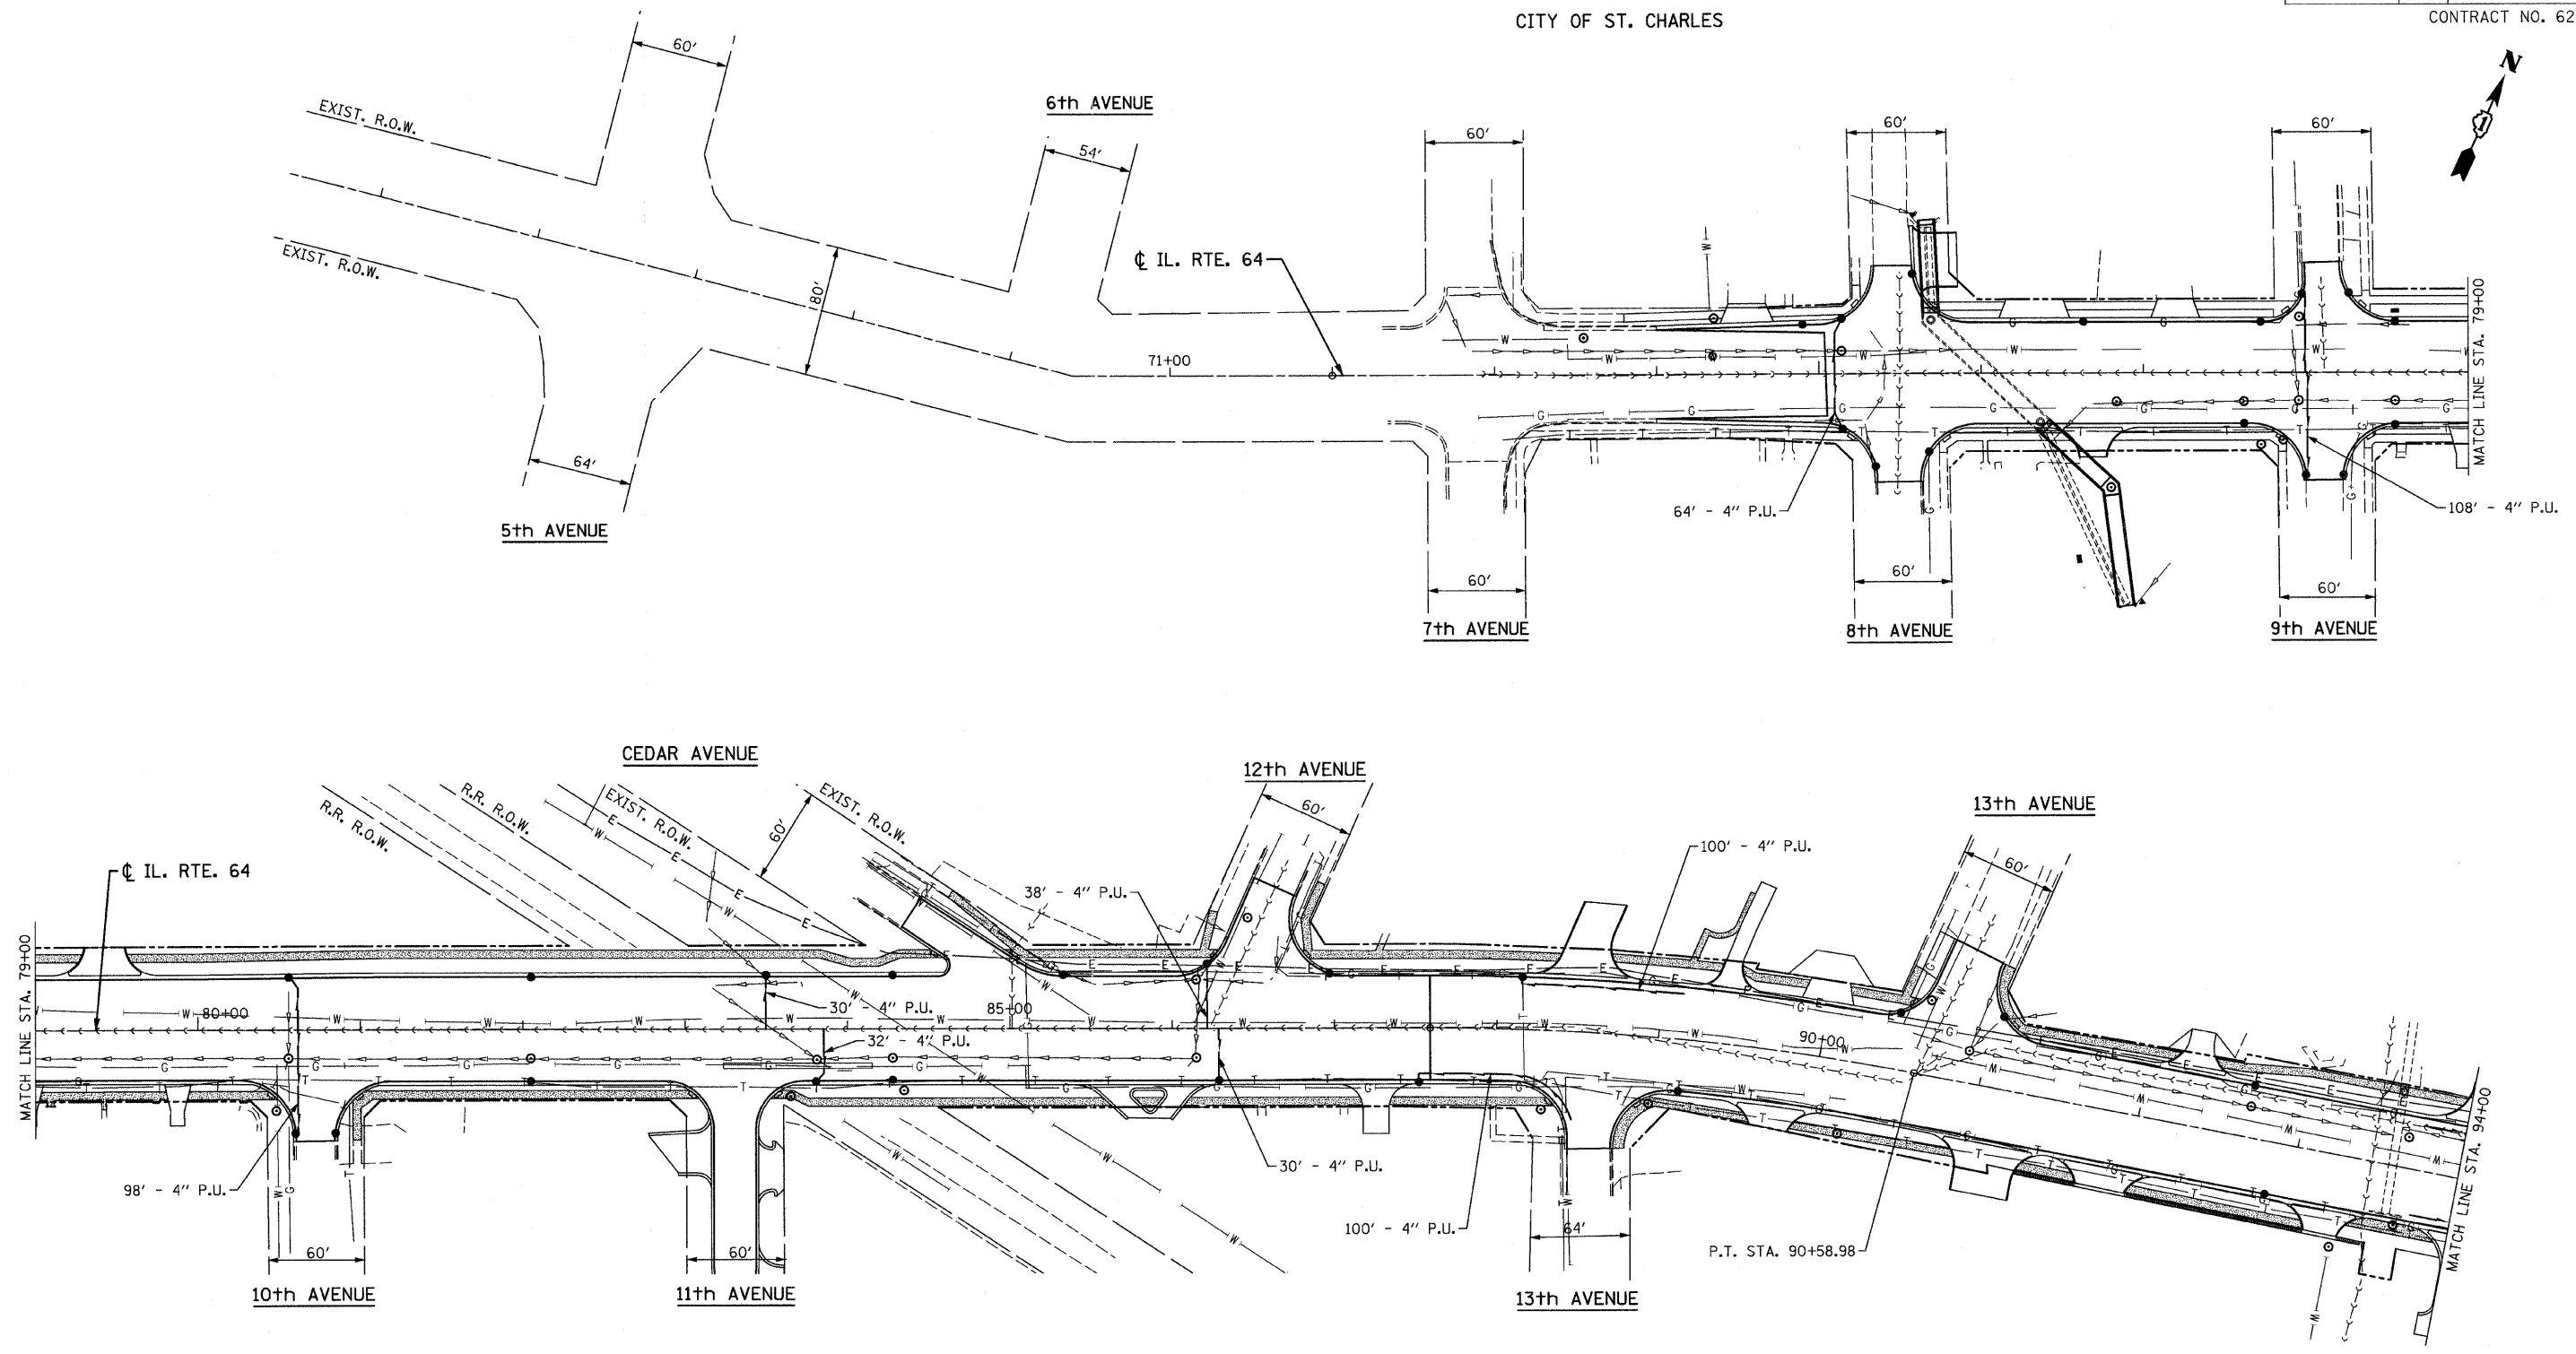 CITY OF ST. CHARLES
CONTRACT NO. 62
N
1
60'
6th AVENUE
54'
EXIST. R.O.W.
EXIST. R.O.W.
80'
64'
5th AVENUE
℄ IL. RTE. 64
71+00
60'
60'
60'
W
W
W
W
W
W
W
G
G
G
G
G
G
T
T
T
MATCH LINE STA. 79+00
64' - 4" P.U.
108' - 4" P.U.
60'
60'
60'
7th AVENUE
8th AVENUE
9th AVENUE
CEDAR AVENUE
12th AVENUE
13th AVENUE
R.R. R.O.W.
R.R. R.O.W.
EXIST. R.O.W.
EXIST. R.O.W.
60'
60'
60'
℄ IL. RTE. 64
38' - 4" P.U.
100' - 4" P.U.
MATCH LINE STA. 79+00
80+00
30' - 4" P.U.
85+00
32' - 4" P.U.
90+00
98' - 4" P.U.
30' - 4" P.U.
100' - 4" P.U.
P.T. STA. 90+58.98
MATCH LINE STA. 94+00
60'
60'
64'
10th AVENUE
11th AVENUE
13th AVENUE